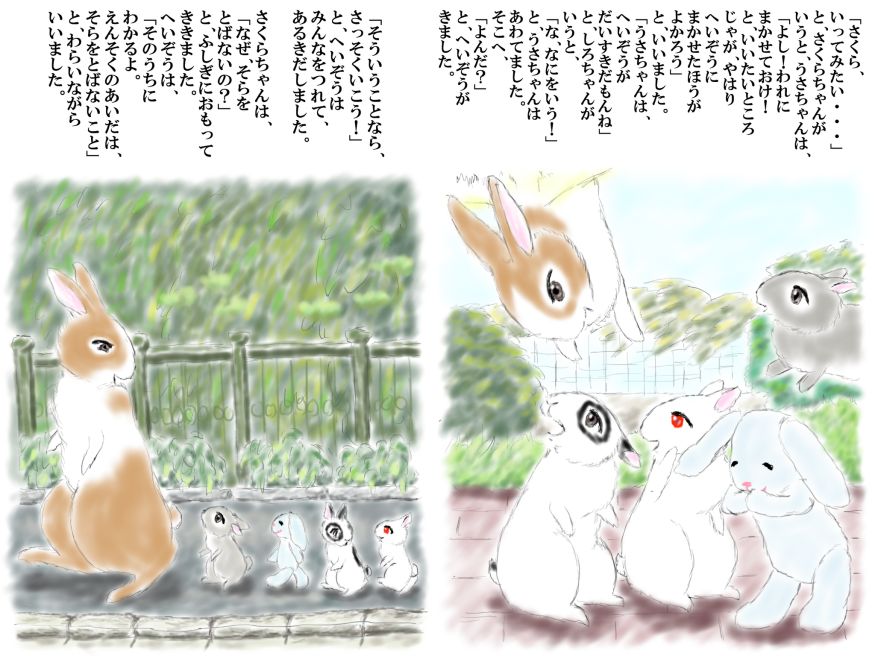 「さくら、
いってみたい・・・・」
と、さくらちゃんが
いうと、うさちゃんは、
「よし！われに
まかせておけ！
と、いいたいところ
じゃが、やはり
へいぞうに
まかせたほうが
よかろう」
と、いいました。
「うさちゃんは、
へいぞうが
だいすきだもんね」
と しろちゃんが
いうと、
「な、なにをいう！」
と、うさちゃんは
あわてました。
そこへ、
「よんだ？」
と、へいぞうが
きました。
「そういうことなら、
さっそくいこう！」
と、へいぞうは
みんなをつれて、
あるきだしました。
さくらちゃんは、
「なぜ、そらを
とばないの？」
と、ふしぎにおもって
ききました。
へいぞうは、
「そのうちに
わかるよ。
えんそくのあいだは、
そらをとばないこと」
と、わらいながら
いいました。